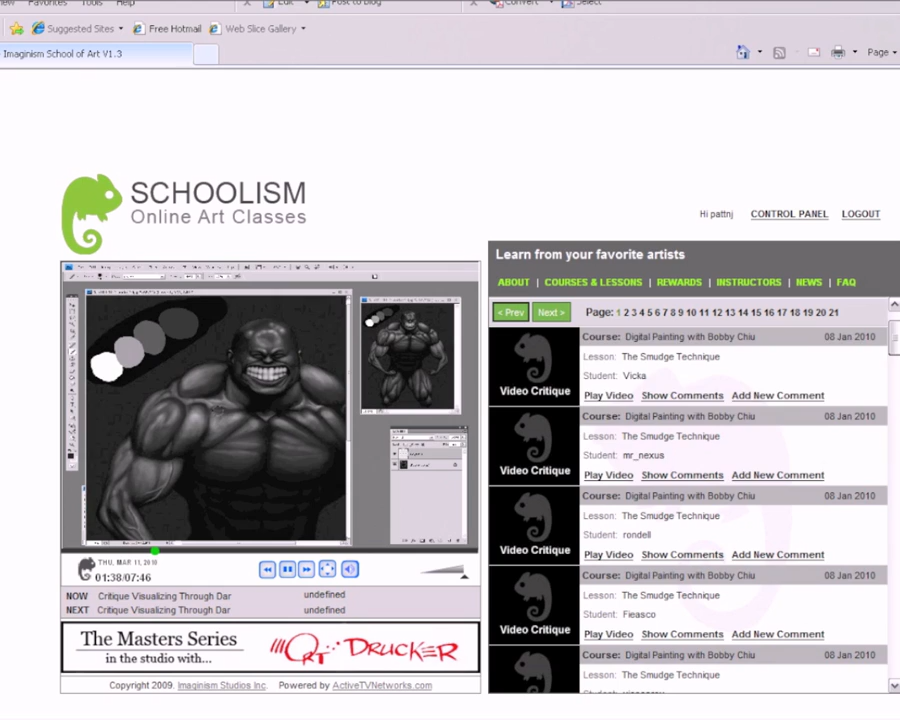 Favorites Tools Help
Edit Post to Blog Convert Select
Suggested Sites Free Hotmail Web Slice Gallery
Imaginism School of Art V1.3
Page
SCHOOLISM
Online Art Classes
Hi pattnj CONTROL PANEL LOGOUT
Learn from your favorite artists
ABOUT | COURSES & LESSONS | REWARDS | INSTRUCTORS | NEWS | FAQ
< Prev Next > Page: 1 2 3 4 5 6 7 8 9 10 11 12 13 14 15 16 17 18 19 20 21
Course: Digital Painting with Bobby Chiu 08 Jan 2010
Lesson: The Smudge Technique
Student: Vicka
Video Critique
Play Video Show Comments Add New Comment
Course: Digital Painting with Bobby Chiu 08 Jan 2010
Lesson: The Smudge Technique
Student: mr_nexus
Video Critique
Play Video Show Comments Add New Comment
Course: Digital Painting with Bobby Chiu 08 Jan 2010
Lesson: The Smudge Technique
Student: rondell
Video Critique
Play Video Show Comments Add New Comment
Course: Digital Painting with Bobby Chiu 08 Jan 2010
Lesson: The Smudge Technique
Student: Fieasco
Video Critique
Play Video Show Comments Add New Comment
Course: Digital Painting with Bobby Chiu 08 Jan 2010
Lesson: The Smudge Technique
THU, MAR 11, 2010
01:38/07:46
NOW Critique Visualizing Through Dar undefined
NEXT Critique Visualizing Through Dar undefined
The Masters Series
in the studio with...
ART DRUCKER
Copyright 2009. Imaginism Studios Inc. Powered by ActiveTVNetworks.com